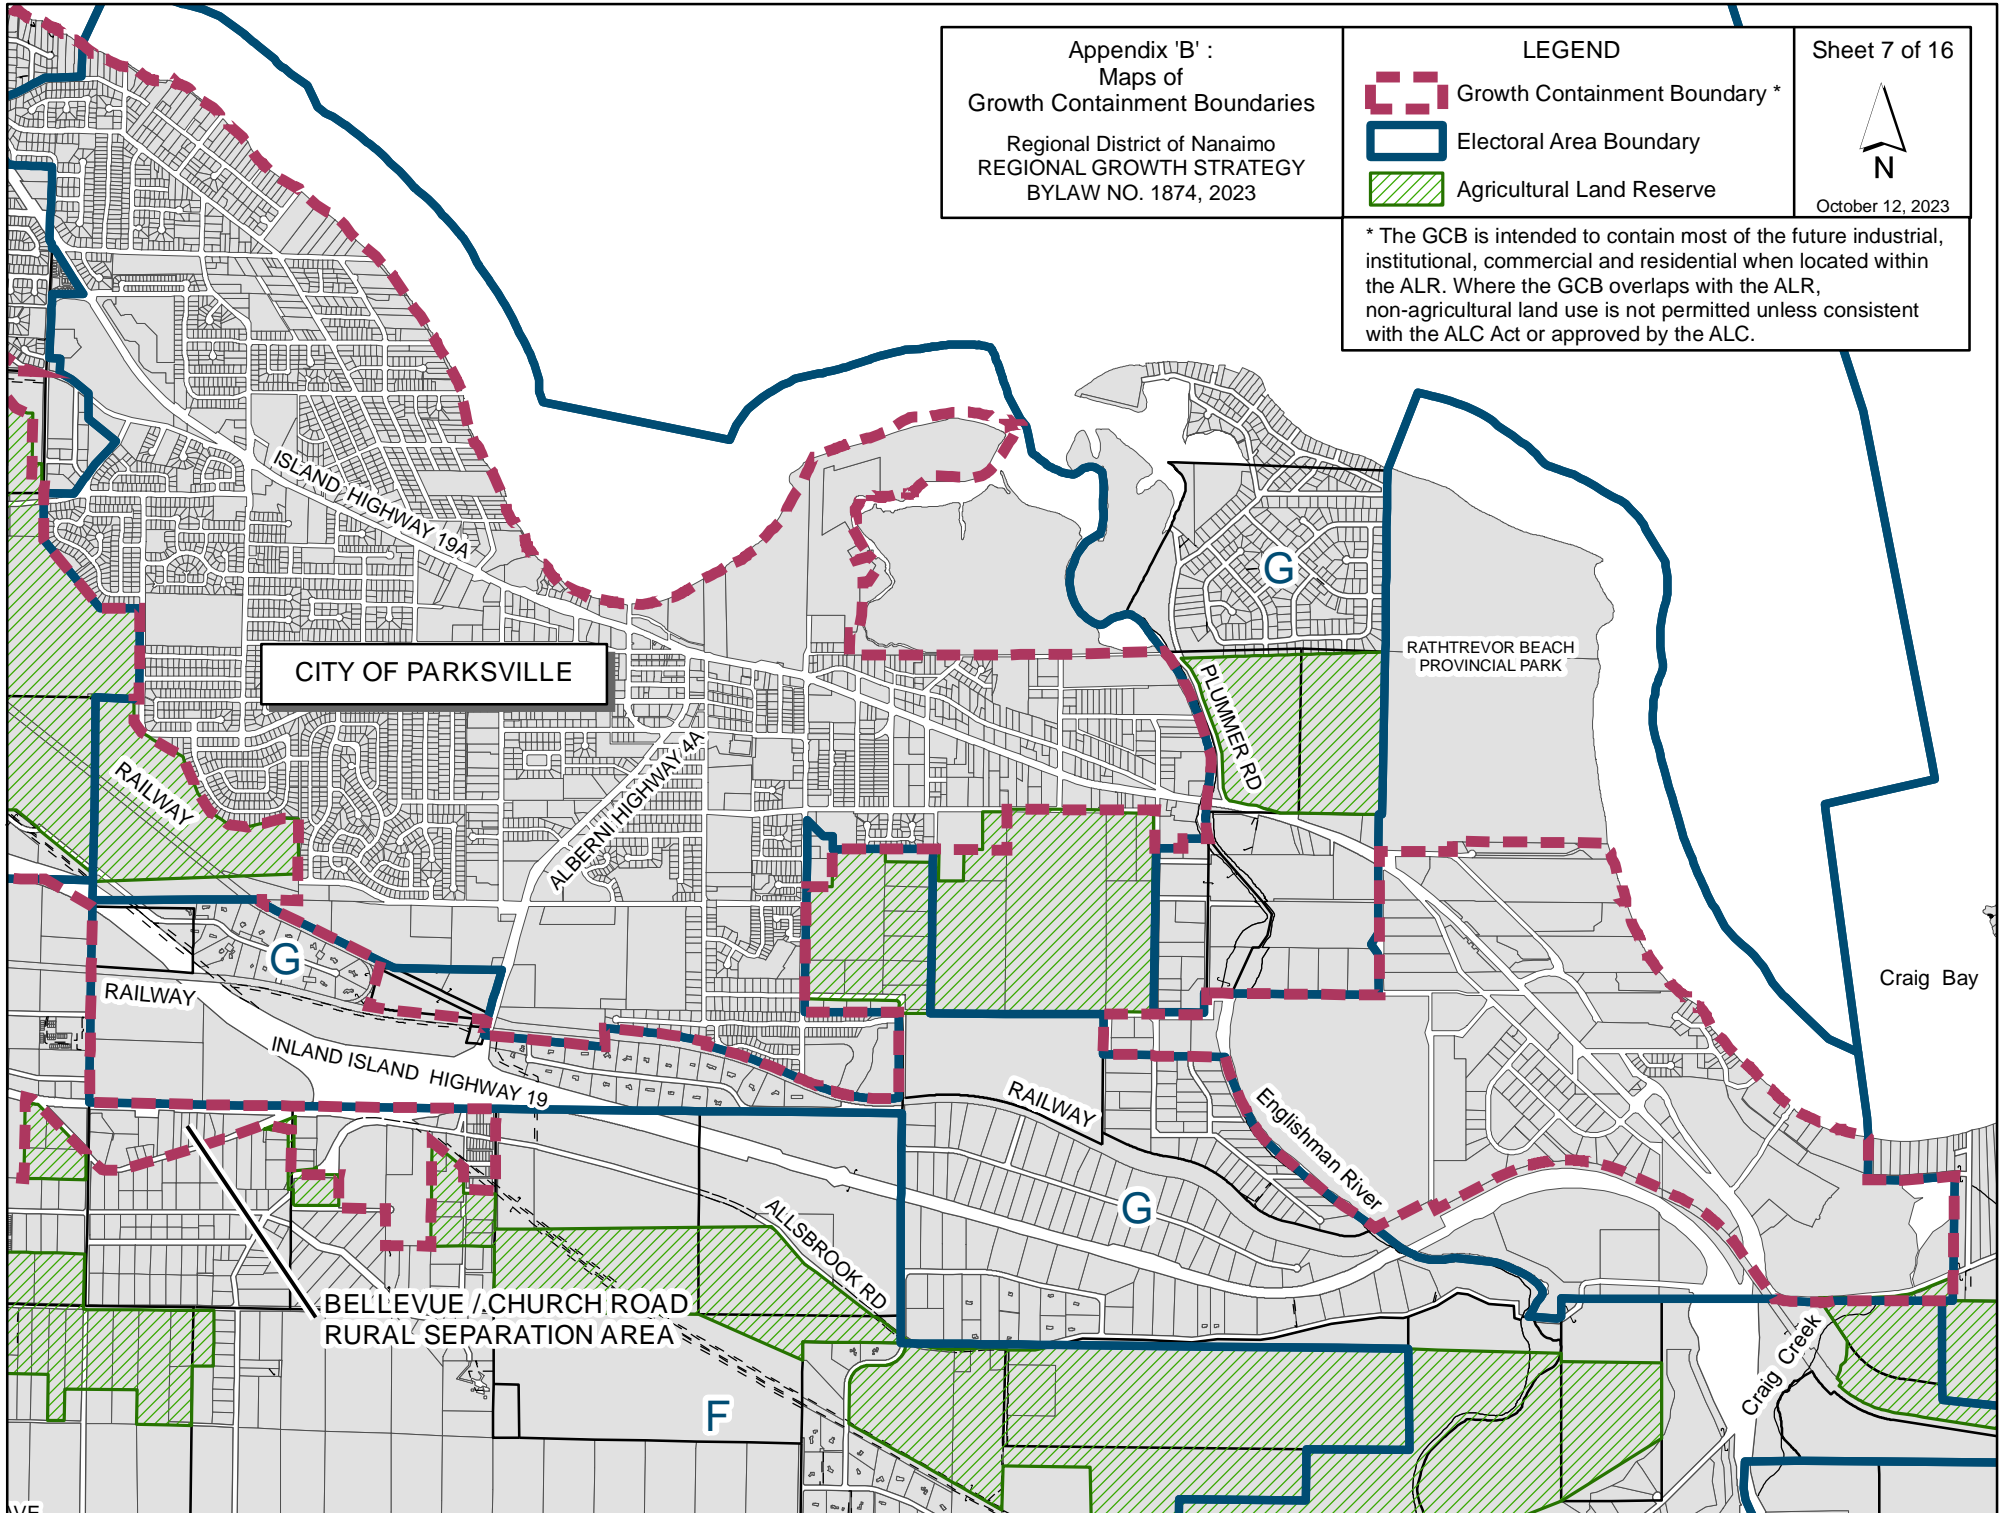 Appendix 'B' :
Maps of
Growth Containment Boundaries
Regional District of Nanaimo
REGIONAL GROWTH STRATEGY
BYLAW NO. 1874, 2023
LEGEND
Growth Containment Boundary *
Electoral Area Boundary
Agricultural Land Reserve
Sheet 7 of 16
N
October 12, 2023
* The GCB is intended to contain most of the future industrial,
institutional, commercial and residential when located within
the ALR. Where the GCB overlaps with the ALR,
non-agricultural land use is not permitted unless consistent
with the ALC Act or approved by the ALC.
ISLAND HIGHWAY 19A
G
CITY OF PARKSVILLE
RATHTREVOR BEACH
PROVINCIAL PARK
PLUMMER RD
RAILWAY
ALBERNI HIGHWAY 4A
G
Craig Bay
RAILWAY
INLAND ISLAND HIGHWAY 19
RAILWAY
Englishman River
G
ALLSBROOK RD
BELLEVUE / CHURCH ROAD
RURAL SEPARATION AREA
Craig Creek
F